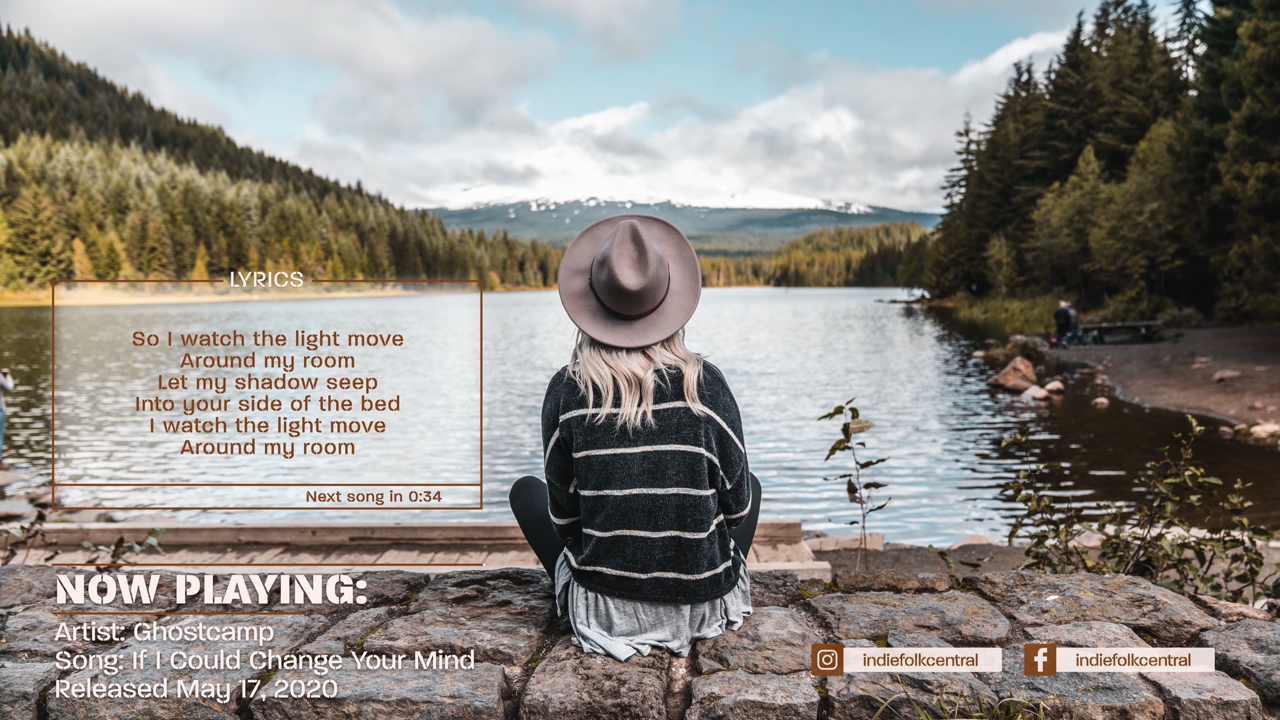 LYRICS
So I watch the light move
Around my room
Let my shadow seep
Into your side of the bed
I watch the light move
Around my room
Next song in 0:34
NOW PLAYING:
Artist: Ghostcamp
Song: If I Could Change Your Mind
Released May 17, 2020
indiefolkcentral
indiefolkcentral